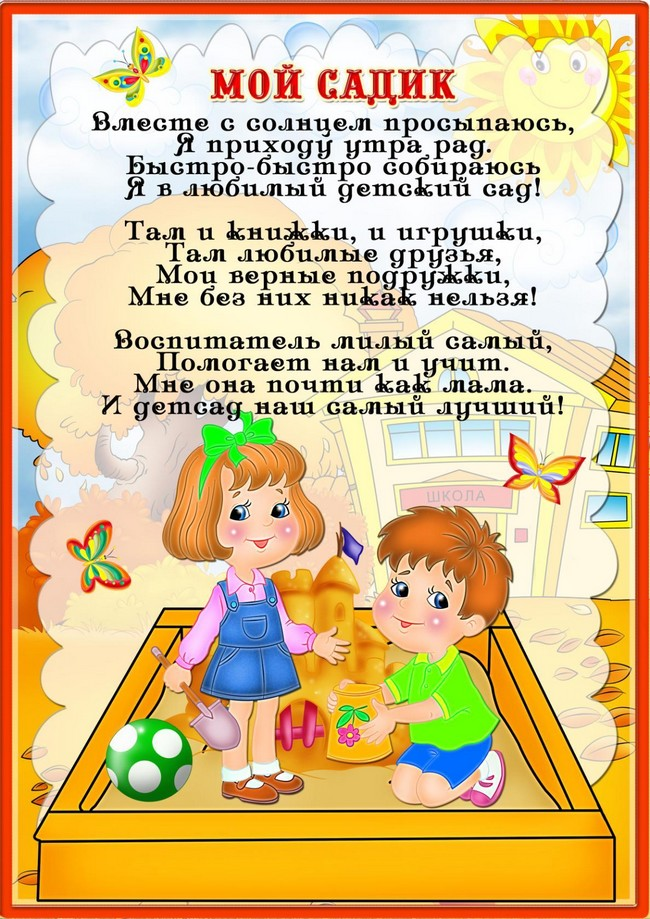 МОЙ САДИК
Вместе с солнцем просыпаюсь,
Я приходу утра рад.
Быстро-быстро собираюсь
Я в любимый детский сад!
Там и книжки, и игрушки,
Там любимые друзья,
Мои верные подружки,
Мне без них никак нельзя!
Воспитатель милый самый,
Помогает нам и учит.
Мне она почти как мама.
И детсад наш самый лучший!
ШКОЛА